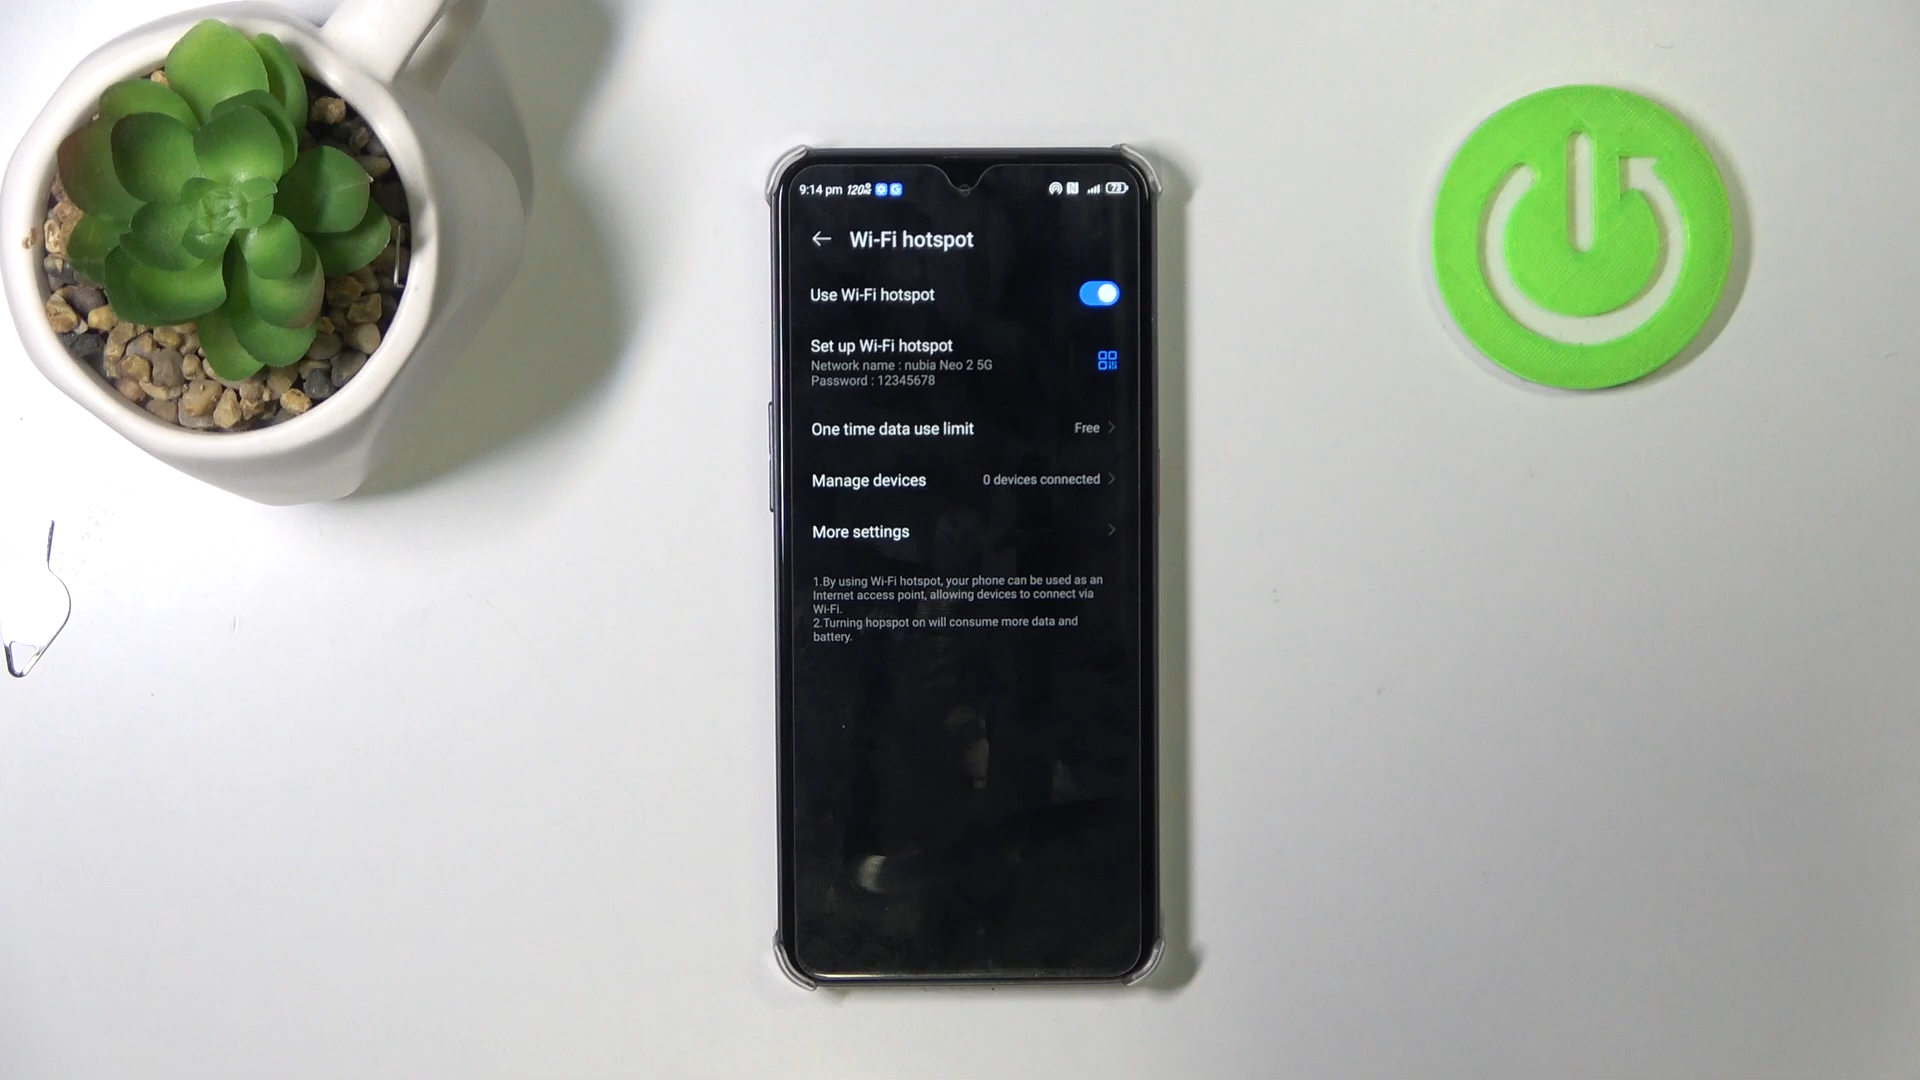 9:14 pm 120
73
Wi-Fi hotspot
Use Wi-Fi hotspot
Set up Wi-Fi hotspot
Network name : nubia Neo 2 5G
Password : 12345678
One time data use limit Free
Manage devices 0 devices connected
More settings
1.By using Wi-Fi hotspot, your phone can be used as an
Internet access point, allowing devices to connect via
Wi-Fi.
2.Turning hopspot on will consume more data and
battery.